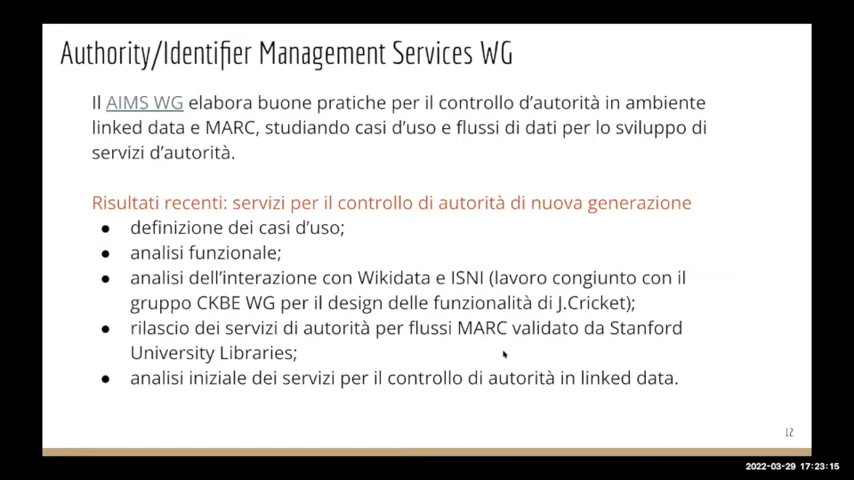 Authority/Identifier Management Services WG
Il AIMS WG elabora buone pratiche per il controllo d'autorità in ambiente
linked data e MARC, studiando casi d'uso e flussi di dati per lo sviluppo di
servizi d'autorità.
Risultati recenti: servizi per il controllo di autorità di nuova generazione
● definizione dei casi d'uso;
● analisi funzionale;
● analisi dell'interazione con Wikidata e ISNI (lavoro congiunto con il
gruppo CKBE WG per il design delle funzionalità di J.Cricket);
● rilascio dei servizi di autorità per flussi MARC validato da Stanford
University Libraries;
● analisi iniziale dei servizi per il controllo di autorità in linked data.
12
2022-03-29 17:23:15